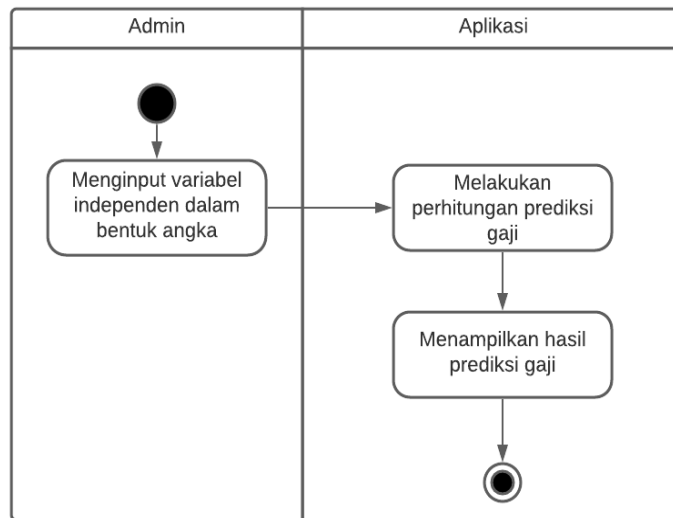 Admin
Aplikasi
Menginput variabel
independen dalam
bentuk angka
Melakukan
perhitungan prediksi
gaji
Menampilkan hasil
prediksi gaji